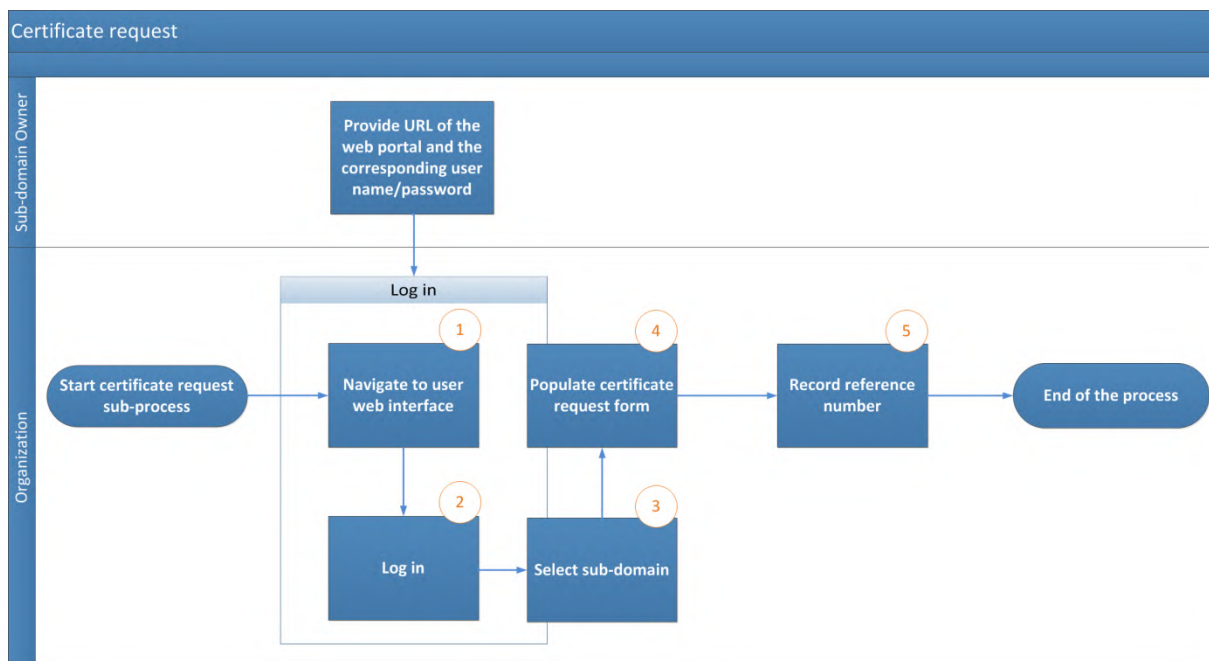 Certificate request
Sub-domain Owner
Provide URL of the
web portal and the
corresponding user
name/password
Organization
Log in
Start certificate request
sub-process
1
Navigate to user
web interface
2
Log in
3
Select sub-domain
4
Populate certificate
request form
5
Record reference
number
End of the process